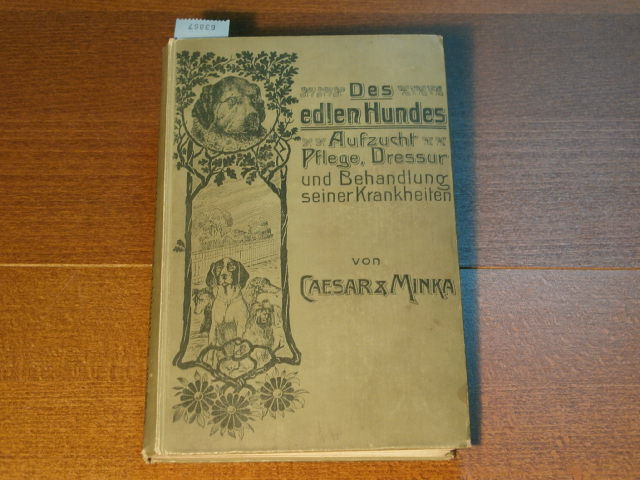 63867
Des
edlen Hundes
Aufzucht
Pflege, Dressur
und Behandlung
seiner Krankheiten
von
CAESAR & MINKA